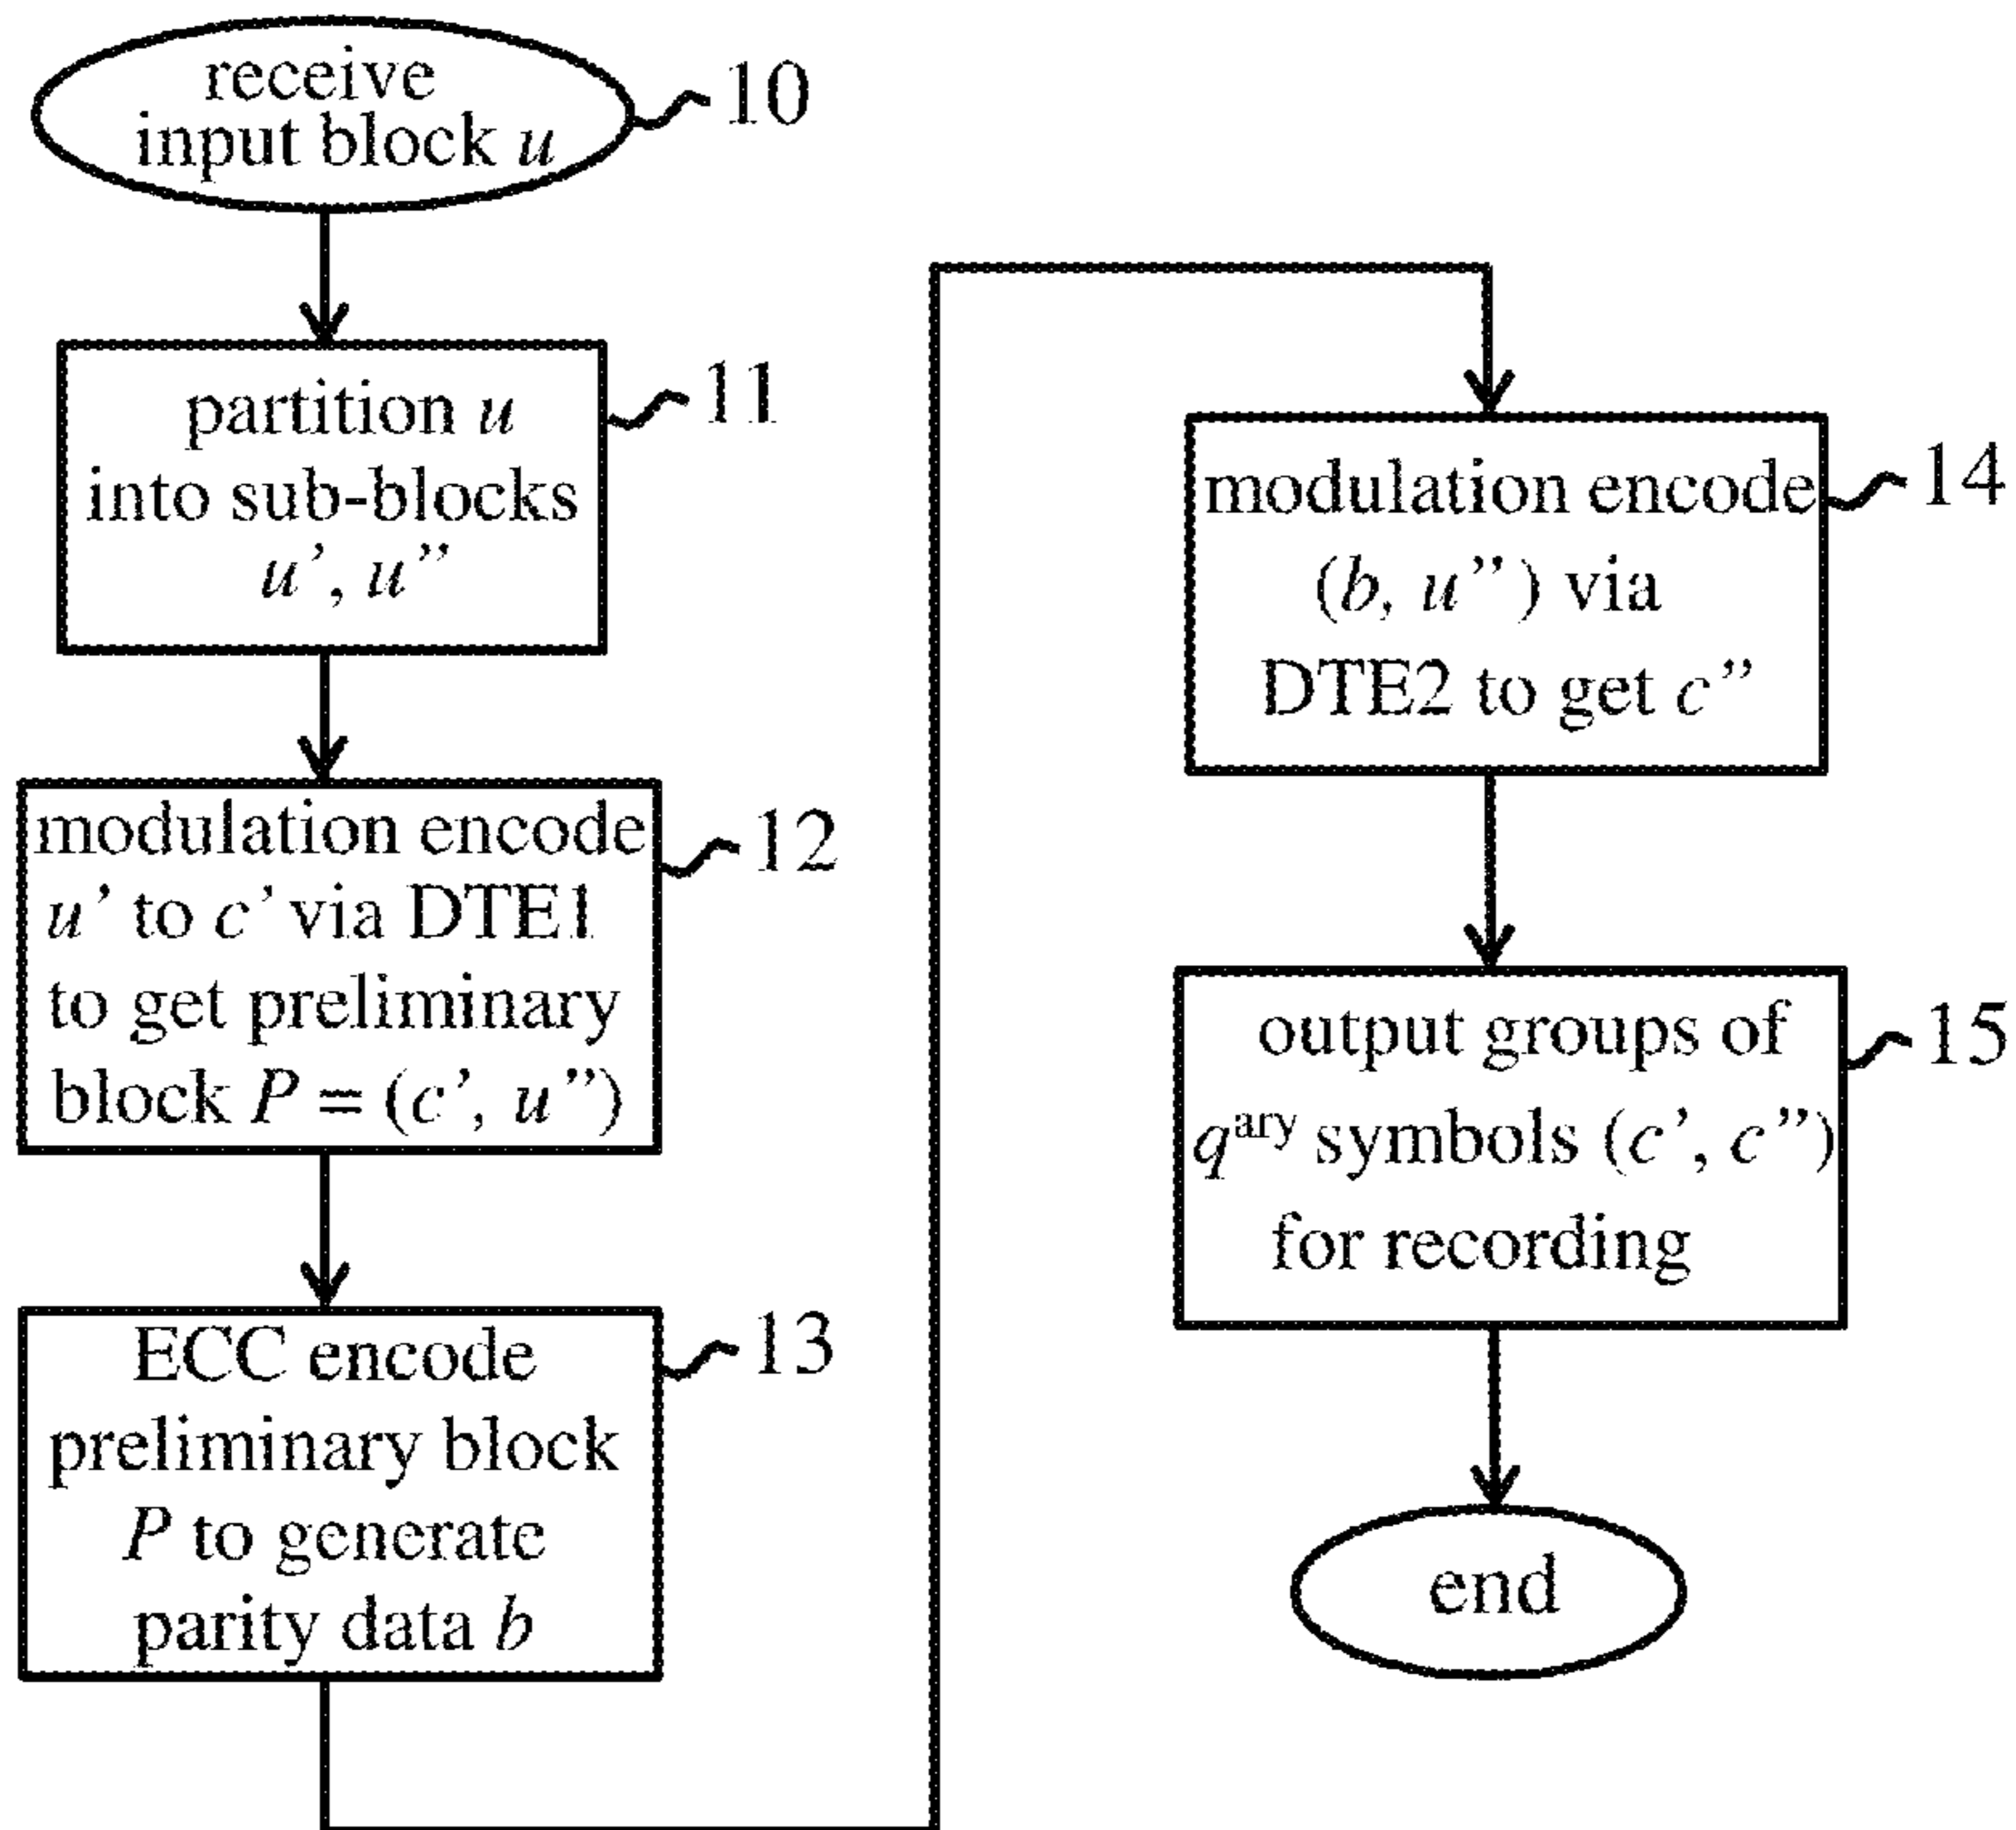 receive
input block u
10
partition u
into sub-blocks
u’, u”
11
modulation encode
u’ to c’ via DTE1
to get preliminary
block P = (c’, u”)
12
ECC encode
preliminary block
P to generate
parity data b
13
modulation encode
(b, u”) via
DTE2 to get c”
14
output groups of
q^ary symbols (c’, c”)
for recording
15
end